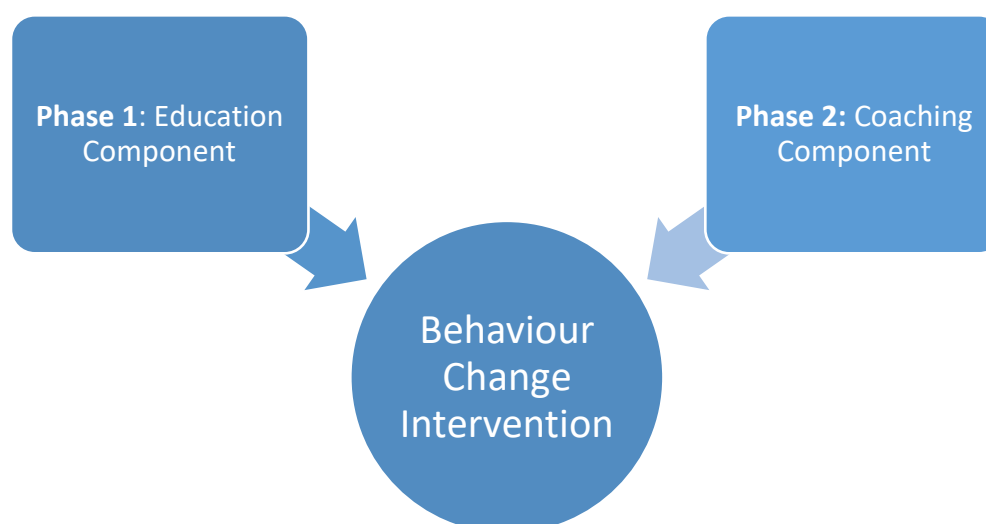 Phase 1: Education
Component
Phase 2: Coaching
Component
Behaviour
Change
Intervention